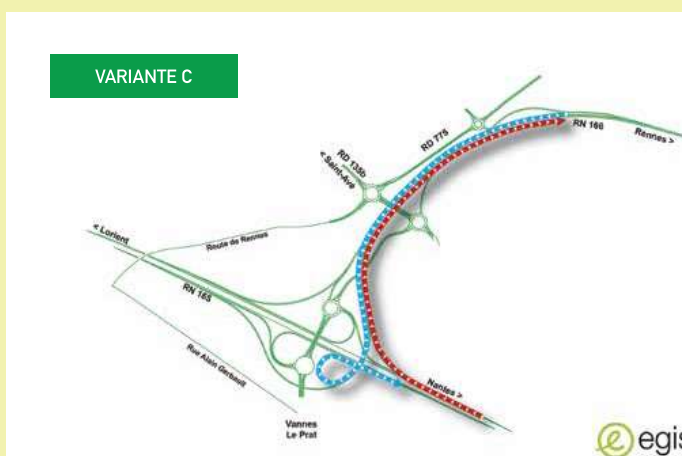 VARIANTE C
RN 166
Rennes >
RD 775
RD 135b
< Saint-Avé
< Lorient
Route de Rennes
RN 165
Rue Alain Gerbault
Nantes >
Vannes
Le Prat
egis